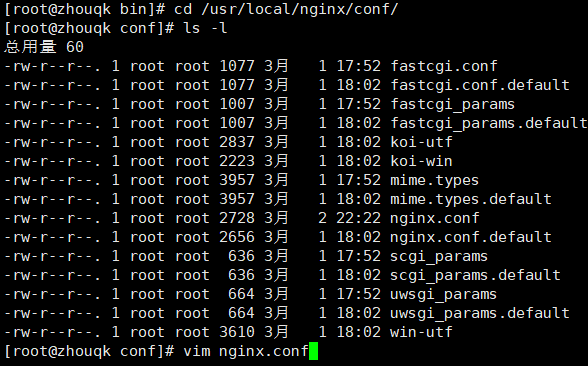 [root@zhouqk bin]# cd /usr/local/nginx/conf/
[root@zhouqk conf]# ls -l
总用量 60
-rw-r--r--. 1 root root 1077 3月   1 17:52 fastcgi.conf
-rw-r--r--. 1 root root 1077 3月   1 18:02 fastcgi.conf.default
-rw-r--r--. 1 root root 1007 3月   1 17:52 fastcgi_params
-rw-r--r--. 1 root root 1007 3月   1 18:02 fastcgi_params.default
-rw-r--r--. 1 root root 2837 3月   1 18:02 koi-utf
-rw-r--r--. 1 root root 2223 3月   1 18:02 koi-win
-rw-r--r--. 1 root root 3957 3月   1 17:52 mime.types
-rw-r--r--. 1 root root 3957 3月   1 18:02 mime.types.default
-rw-r--r--. 1 root root 2728 3月   2 22:22 nginx.conf
-rw-r--r--. 1 root root 2656 3月   1 18:02 nginx.conf.default
-rw-r--r--. 1 root root  636 3月   1 17:52 scgi_params
-rw-r--r--. 1 root root  636 3月   1 18:02 scgi_params.default
-rw-r--r--. 1 root root  664 3月   1 17:52 uwsgi_params
-rw-r--r--. 1 root root  664 3月   1 18:02 uwsgi_params.default
-rw-r--r--. 1 root root 3610 3月   1 18:02 win-utf
[root@zhouqk conf]# vim nginx.conf